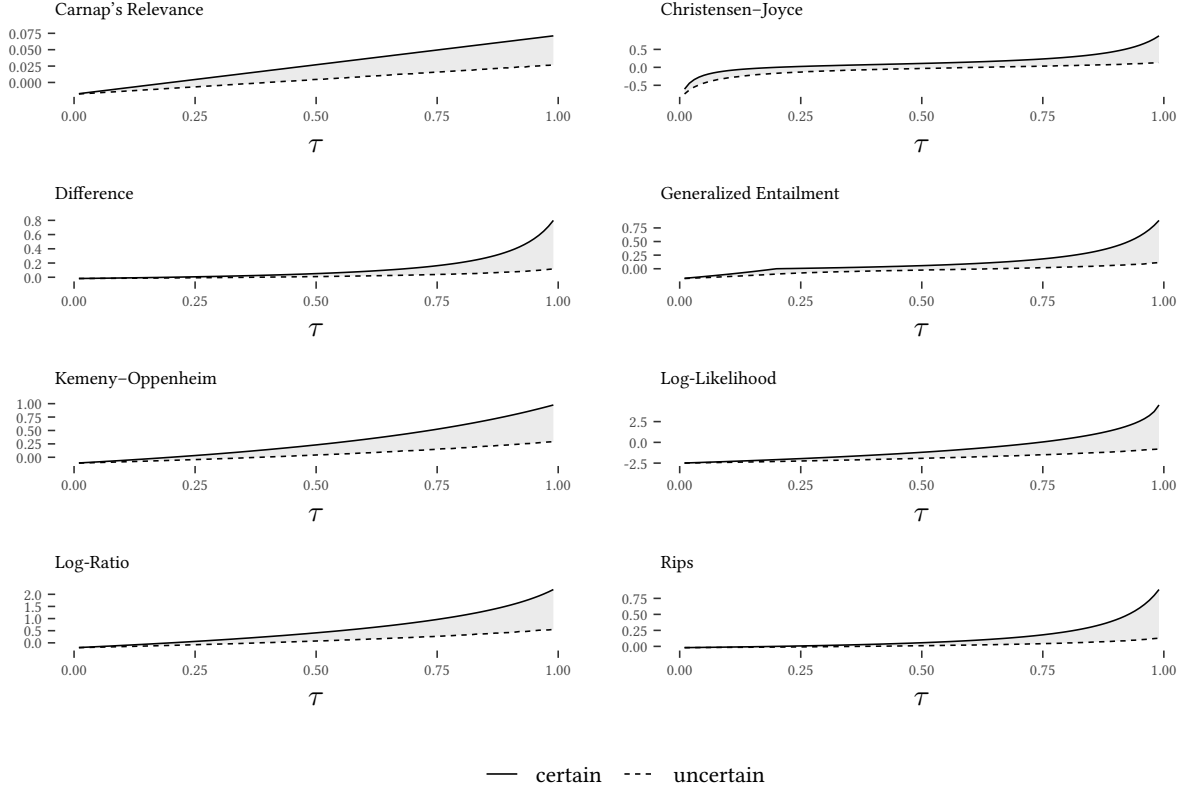 Carnap's Relevance
0.075
0.050
0.025
0.000
0.00 0.25 0.50 0.75 1.00
τ
Christensen–Joyce
0.5
0.0
-0.5
0.00 0.25 0.50 0.75 1.00
τ
Difference
0.8
0.6
0.4
0.2
0.0
0.00 0.25 0.50 0.75 1.00
τ
Generalized Entailment
0.75
0.50
0.25
0.00
0.00 0.25 0.50 0.75 1.00
τ
Kemeny–Oppenheim
1.00
0.75
0.50
0.25
0.00
0.00 0.25 0.50 0.75 1.00
τ
Log-Likelihood
2.5
0.0
-2.5
0.00 0.25 0.50 0.75 1.00
τ
Log-Ratio
2.0
1.5
1.0
0.5
0.0
0.00 0.25 0.50 0.75 1.00
τ
Rips
0.75
0.50
0.25
0.00
0.00 0.25 0.50 0.75 1.00
τ
certain uncertain